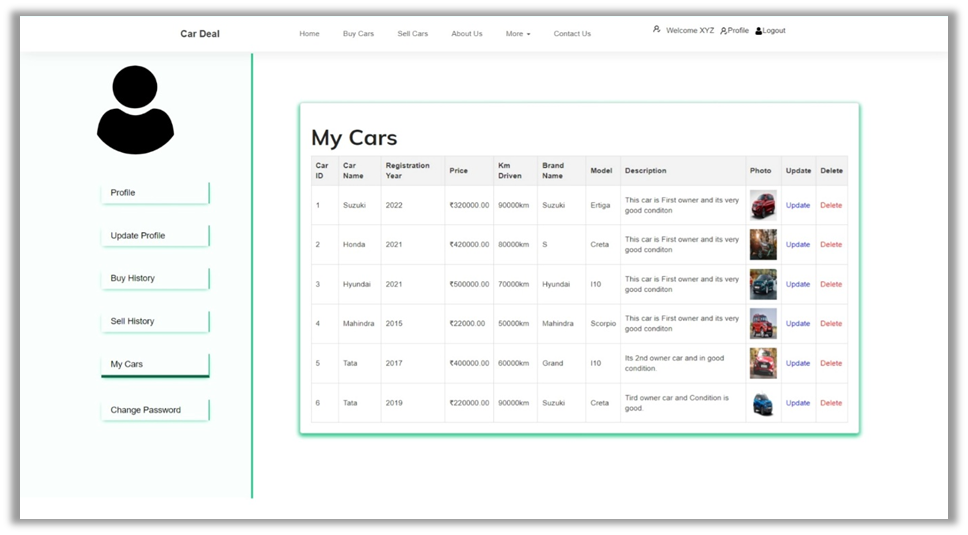 Car Deal Home Buy Cars Sell Cars About Us More Contact Us Welcome XYZ Profile Logout
Profile
Update Profile
Buy History
Sell History
My Cars
Change Password
My Cars
Car ID Car Name Registration Year Price Km Driven Brand Name Model Description Photo Update Delete
1 Suzuki 2022 ₹320000.00 90000km Suzuki Ertiga This car is First owner and its very good conditon Update Delete
2 Honda 2021 ₹420000.00 80000km S Creta This car is First owner and its very good conditon Update Delete
3 Hyundai 2021 ₹500000.00 70000km Hyundai I10 This car is First owner and its very good conditon Update Delete
4 Mahindra 2015 ₹22000.00 50000km Mahindra Scorpio This car is First owner and its very good conditon Update Delete
5 Tata 2017 ₹400000.00 60000km Grand I10 Its 2nd owner car and in good condition. Update Delete
6 Tata 2019 ₹220000.00 90000km Suzuki Creta Tird owner car and Condition is good. Update Delete